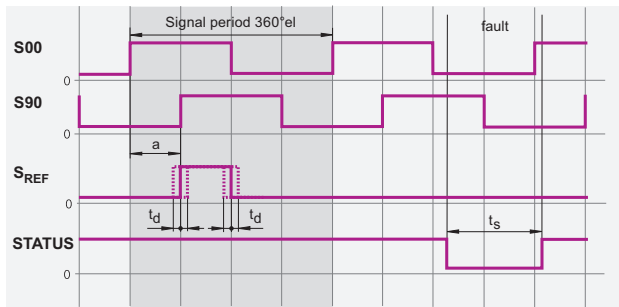 Signal period 360°el
fault
S00
0
S90
0
a
SREF
0
td
td
ts
STATUS
0